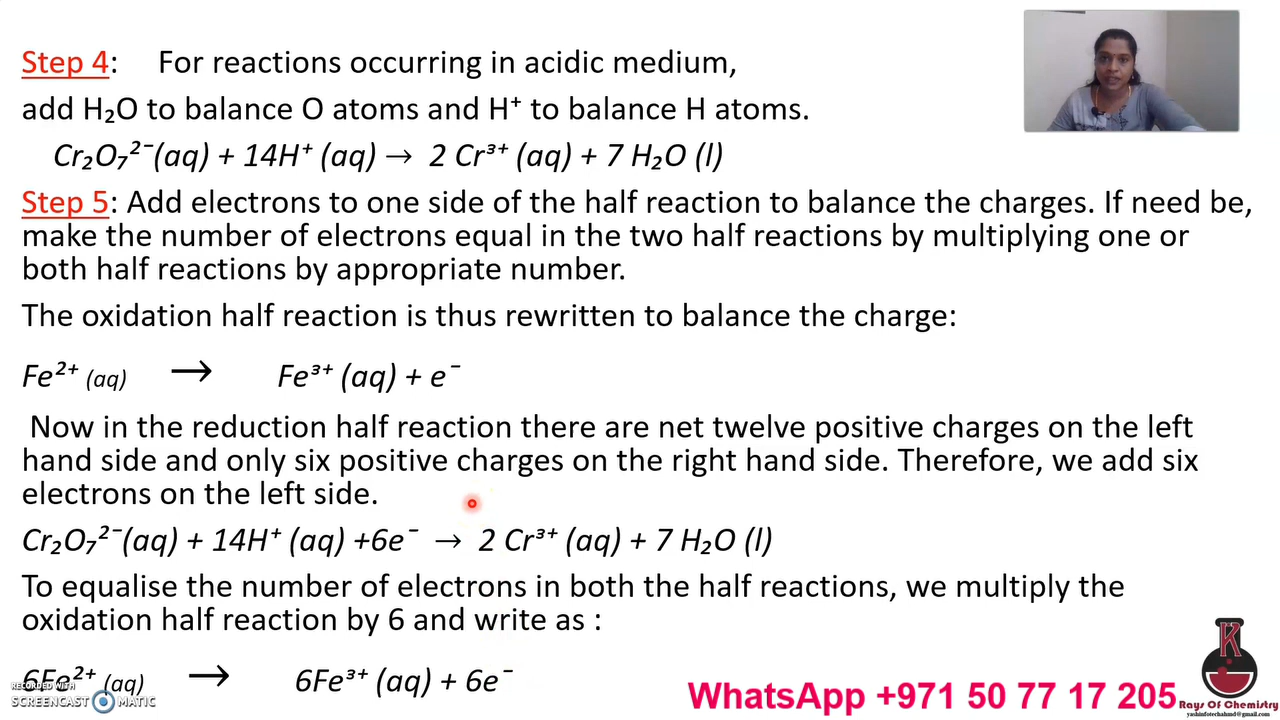 Step 4: For reactions occurring in acidic medium,
add H₂O to balance O atoms and H⁺ to balance H atoms.
Cr₂O₇²⁻(aq) + 14H⁺ (aq) → 2 Cr³⁺ (aq) + 7 H₂O (l)
Step 5: Add electrons to one side of the half reaction to balance the charges. If need be,
make the number of electrons equal in the two half reactions by multiplying one or
both half reactions by appropriate number.
The oxidation half reaction is thus rewritten to balance the charge:
Fe²⁺ (aq) → Fe³⁺ (aq) + e⁻
Now in the reduction half reaction there are net twelve positive charges on the left
hand side and only six positive charges on the right hand side. Therefore, we add six
electrons on the left side.
Cr₂O₇²⁻(aq) + 14H⁺ (aq) +6e⁻ → 2 Cr³⁺ (aq) + 7 H₂O (l)
To equalise the number of electrons in both the half reactions, we multiply the
oxidation half reaction by 6 and write as :
6Fe²⁺ (aq) → 6Fe³⁺ (aq) + 6e⁻
RECORDED WITH
SCREENCAST MATIC
WhatsApp +971 50 77 17 205
K
Rays Of Chemistry
yashinfotechahand@gmail.com